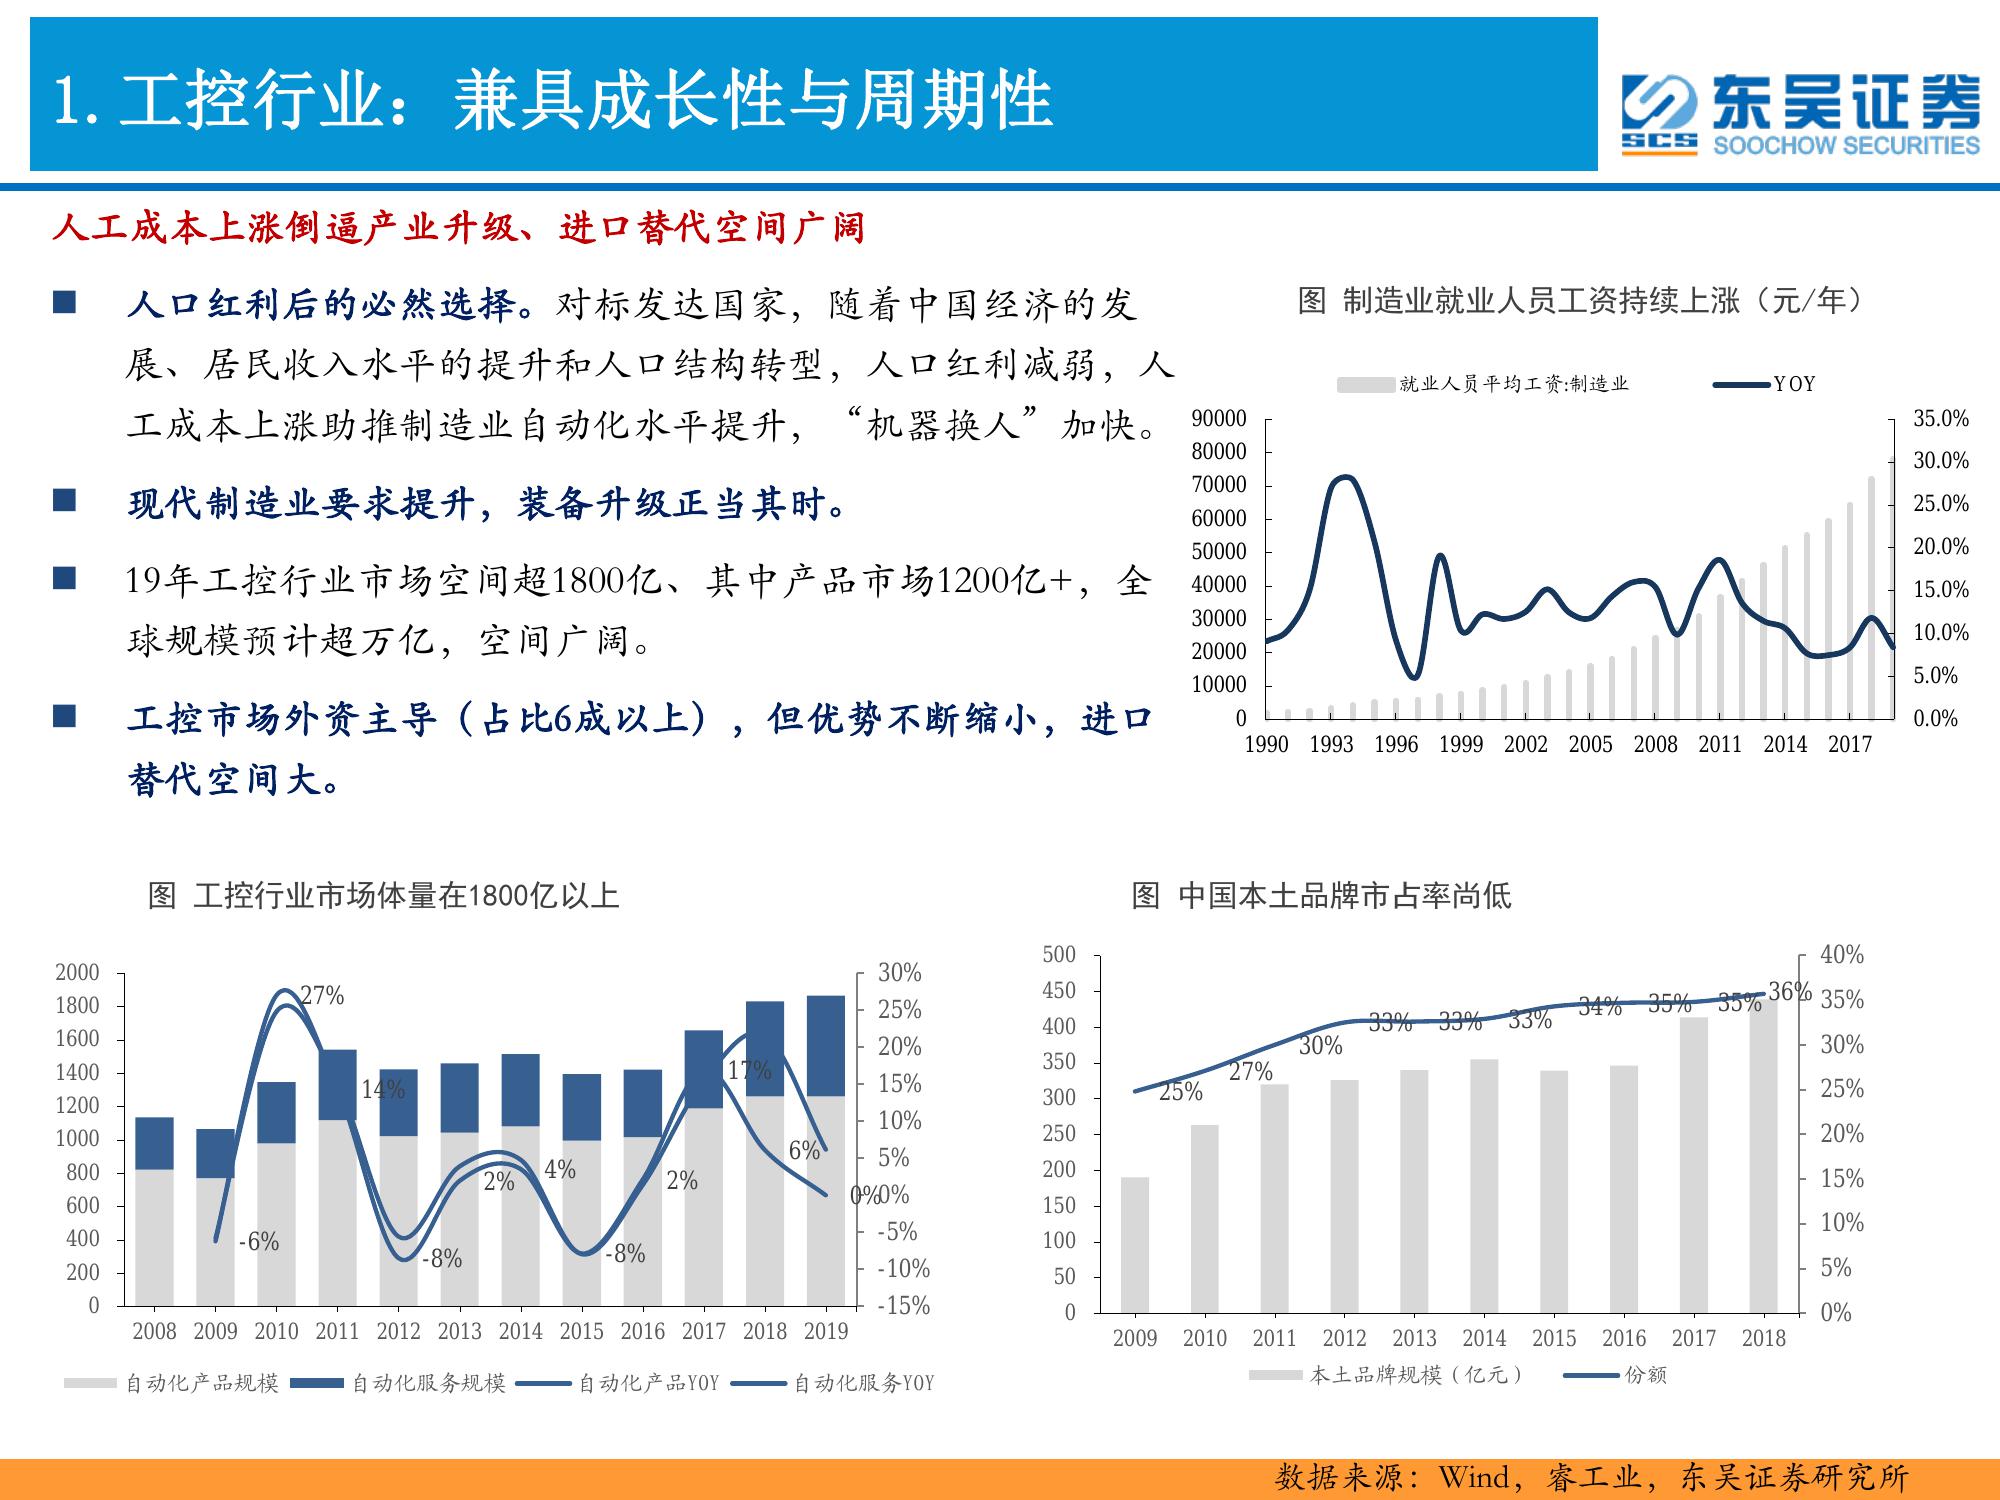 1.工控行业：兼具成长性与周期性
SCS
东吴证券
SOOCHOW SECURITIES
人工成本上涨倒逼产业升级、进口替代空间广阔
人口红利后的必然选择。对标发达国家，随着中国经济的发
展、居民收入水平的提升和人口结构转型，人口红利减弱，人
工成本上涨助推制造业自动化水平提升，“机器换人”加快。
现代制造业要求提升，装备升级正当其时。
19年工控行业市场空间超1800亿、其中产品市场1200亿+，全
球规模预计超万亿，空间广阔。
工控市场外资主导（占比6成以上），但优势不断缩小，进口
替代空间大。
图 制造业就业人员工资持续上涨（元/年）
就业人员平均工资:制造业 YOY
90000 35.0%
80000 30.0%
70000 25.0%
60000 20.0%
50000 15.0%
40000 10.0%
30000 5.0%
20000 0.0%
10000
0
1990 1993 1996 1999 2002 2005 2008 2011 2014 2017
图 工控行业市场体量在1800亿以上
2000 30%
1800 25%
1600 20%
1400 15%
1200 10%
1000 5%
800 0%
600 -5%
400 -10%
200 -15%
0
-6% 27% 14% -8% 2% 4% -8% 2% 17% 6% 0%
2008 2009 2010 2011 2012 2013 2014 2015 2016 2017 2018 2019
自动化产品规模 自动化服务规模 自动化产品YOY 自动化服务YOY
图 中国本土品牌市占率尚低
500 40%
450 35%
400 30%
350 25%
300 20%
250 15%
200 10%
150 5%
100 0%
50
0
25% 27% 30% 33% 33% 33% 34% 35% 35% 36%
2009 2010 2011 2012 2013 2014 2015 2016 2017 2018
本土品牌规模（亿元） 份额
数据来源：Wind，睿工业，东吴证券研究所